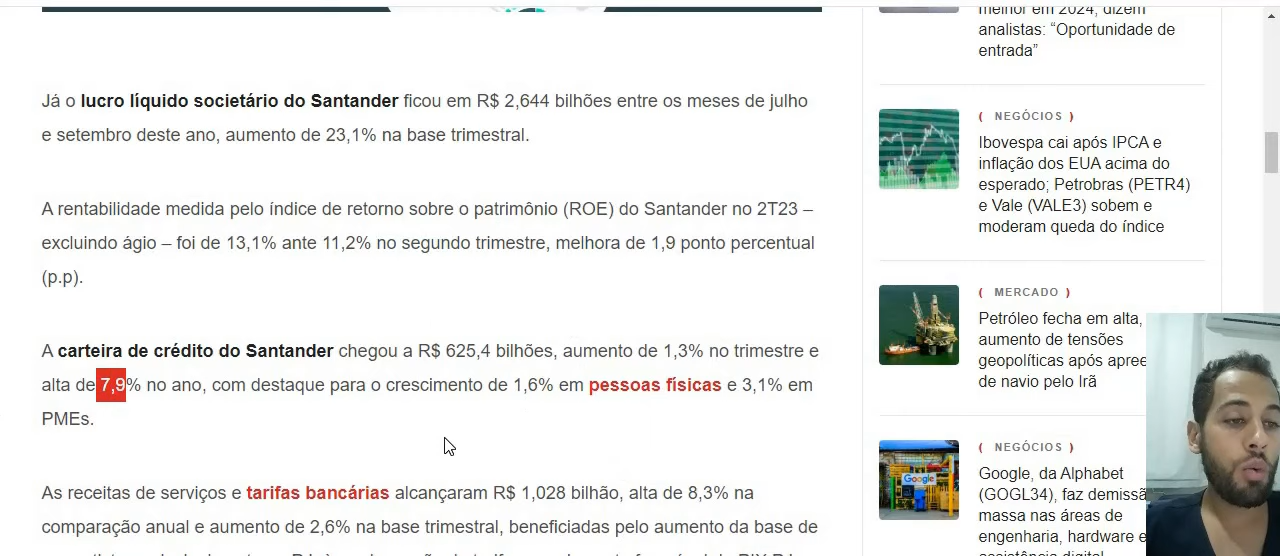 Já o lucro líquido societário do Santander ficou em R$ 2,644 bilhões entre os meses de julho
e setembro deste ano, aumento de 23,1% na base trimestral.
A rentabilidade medida pelo índice de retorno sobre o patrimônio (ROE) do Santander no 2T23 –
excluindo ágio – foi de 13,1% ante 11,2% no segundo trimestre, melhora de 1,9 ponto percentual
(p.p).
A carteira de crédito do Santander chegou a R$ 625,4 bilhões, aumento de 1,3% no trimestre e
alta de 7,9% no ano, com destaque para o crescimento de 1,6% em pessoas físicas e 3,1% em
PMEs.
As receitas de serviços e tarifas bancárias alcançaram R$ 1,028 bilhão, alta de 8,3% na
comparação anual e aumento de 2,6% na base trimestral, beneficiadas pelo aumento da base de
melhor em 2024, dizem
analistas: “Oportunidade de
entrada”
( NEGÓCIOS )
Ibovespa cai após IPCA e
inflação dos EUA acima do
esperado; Petrobras (PETR4)
e Vale (VALE3) sobem e
moderam queda do índice
( MERCADO )
Petróleo fecha em alta,
aumento de tensões
geopolíticas após apree
de navio pelo Irã
( NEGÓCIOS )
Google
Google, da Alphabet
(GOGL34), faz demissã
massa nas áreas de
engenharia, hardware e